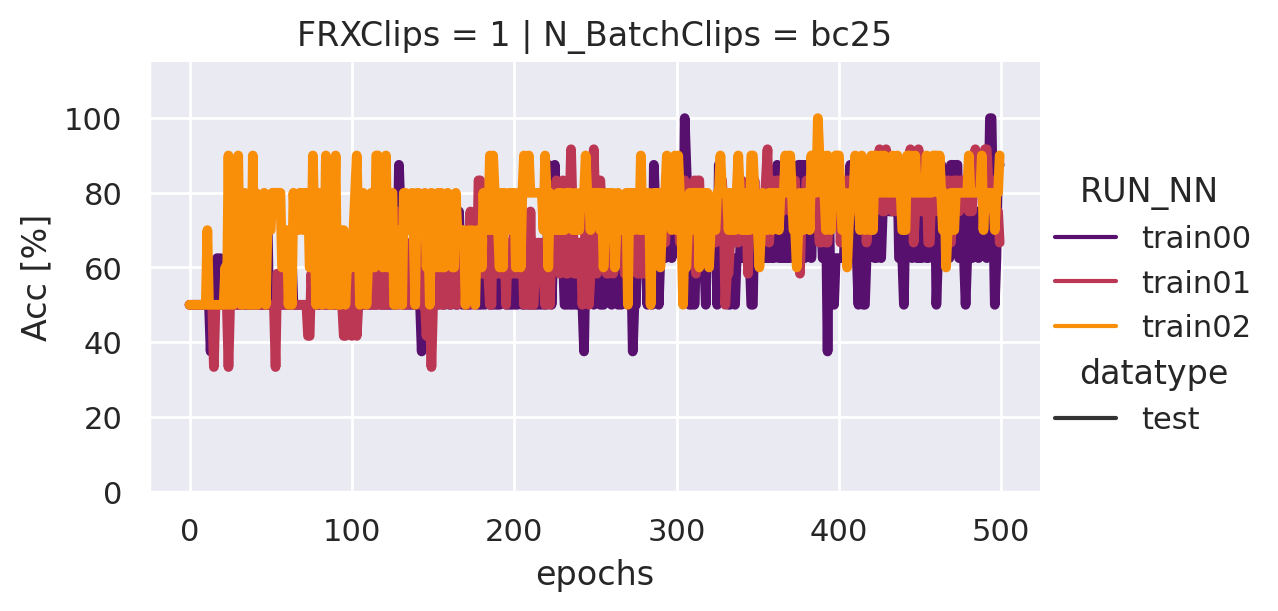 FRXClips = 1 | N_BatchClips = bc25
Acc [%]
100
80
60
40
20
0
0 100 200 300 400 500
epochs
RUN_NN
train00
train01
train02
datatype
test